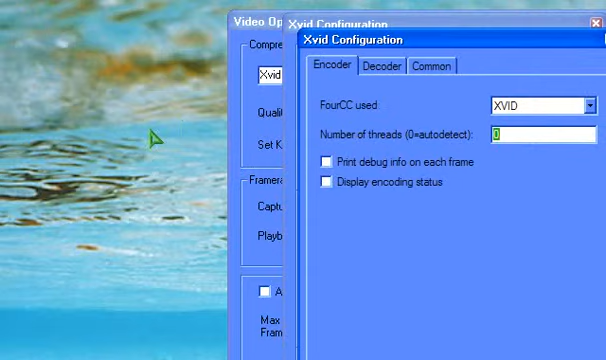 Video Op
Xvid Configuration
Xvid Configuration
Compre
Xvid
Encoder Decoder Common
Qualit
FourCC used: XVID
Set K
Number of threads (0=autodetect): 0
Print debug info on each frame
Display encoding status
Framera
Captu
Playb
A
Max
Fram